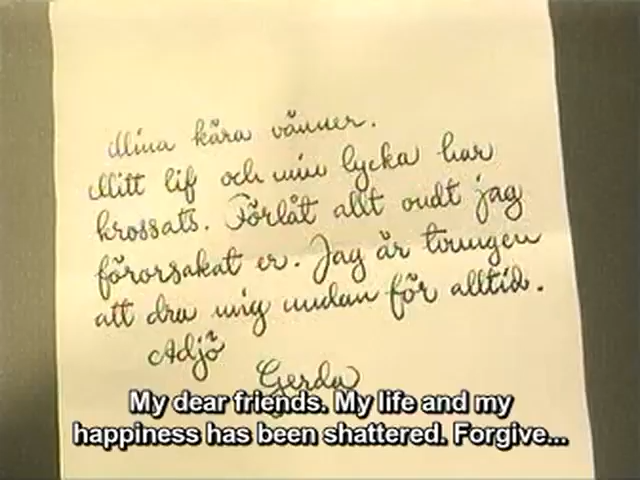 Mina kära vänner.
Mitt lif och min lycka har
krossats. Förlåt allt ondt jag
förorsakat er. Jag är tvungen
att dra mig undan för alltid.
Adjö
Gerda
My dear friends. My life and my
happiness has been shattered. Forgive...